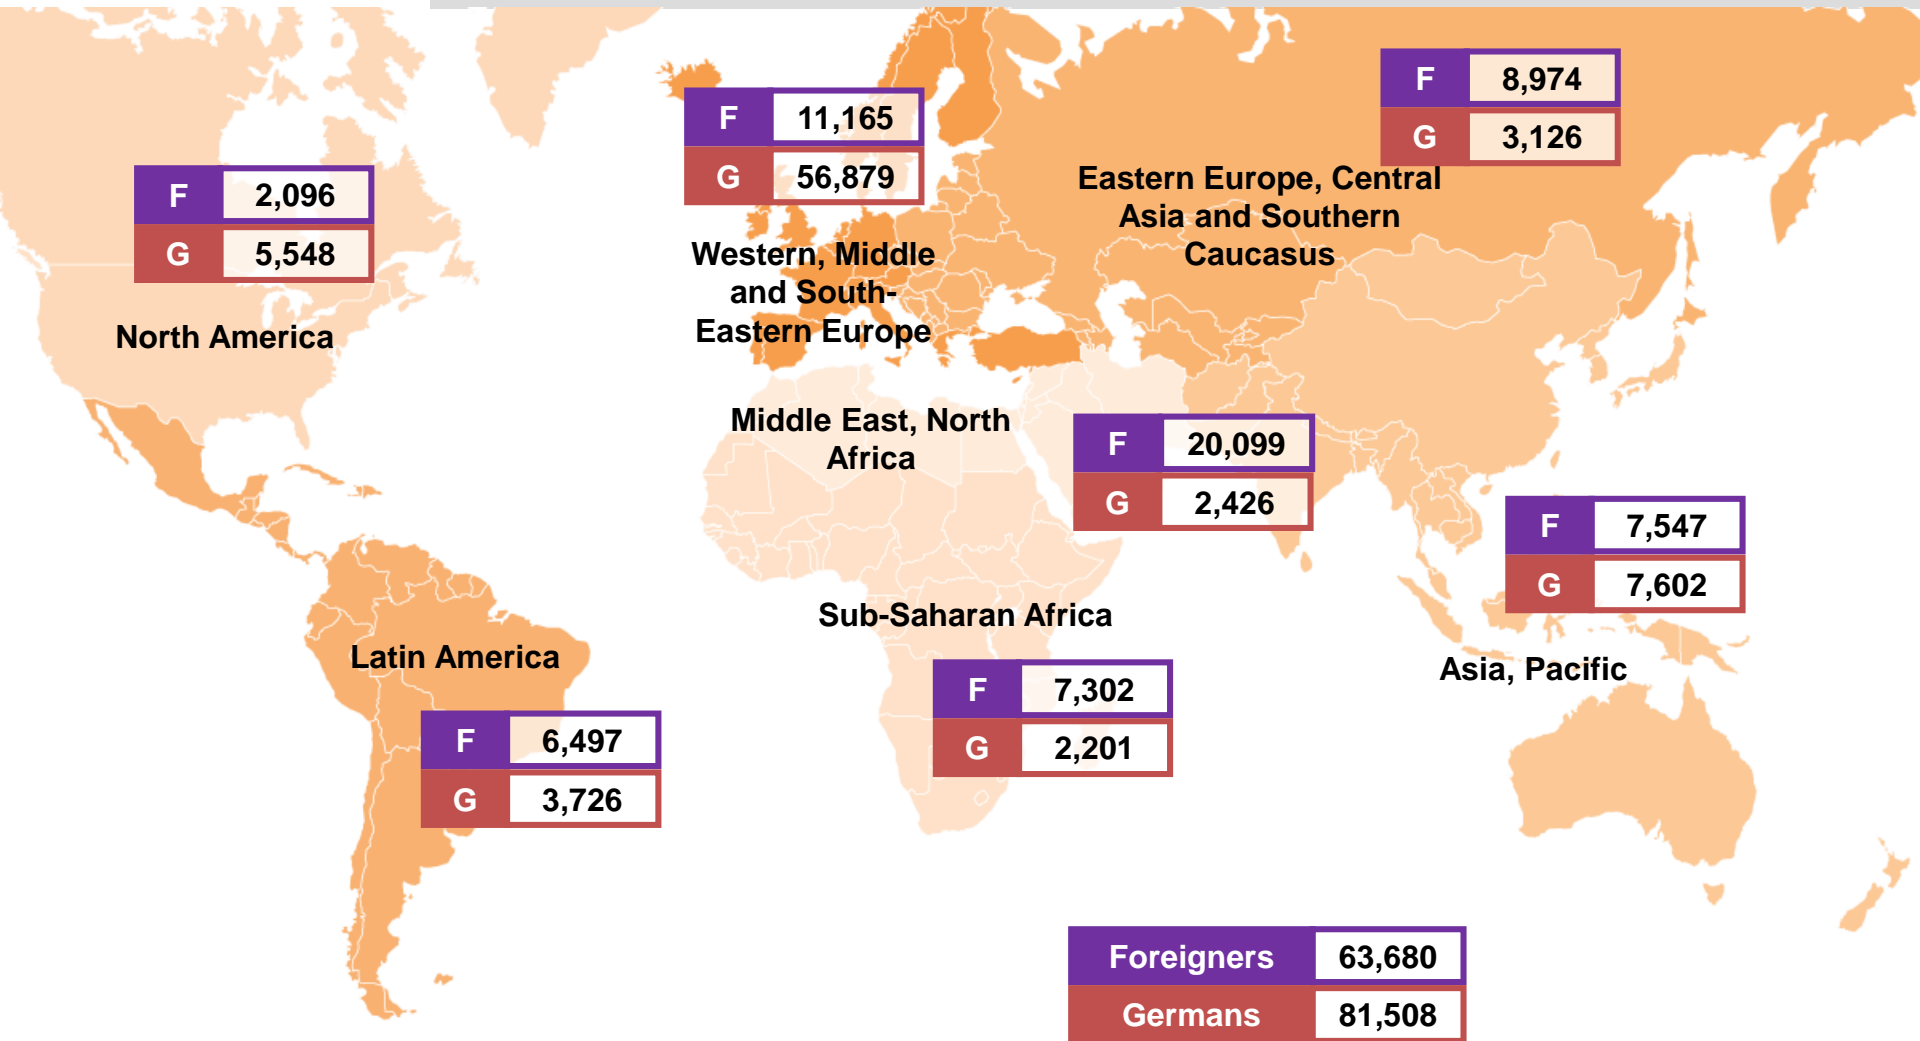 F 8,974
G 3,126
F 11,165
G 56,879
Eastern Europe, Central
Asia and Southern
Caucasus
F 2,096
G 5,548
Western, Middle
and South-
Eastern Europe
North America
Middle East, North
Africa
F 20,099
G 2,426
F 7,547
G 7,602
Sub-Saharan Africa
Latin America
Asia, Pacific
F 7,302
G 2,201
F 6,497
G 3,726
Foreigners 63,680
Germans 81,508